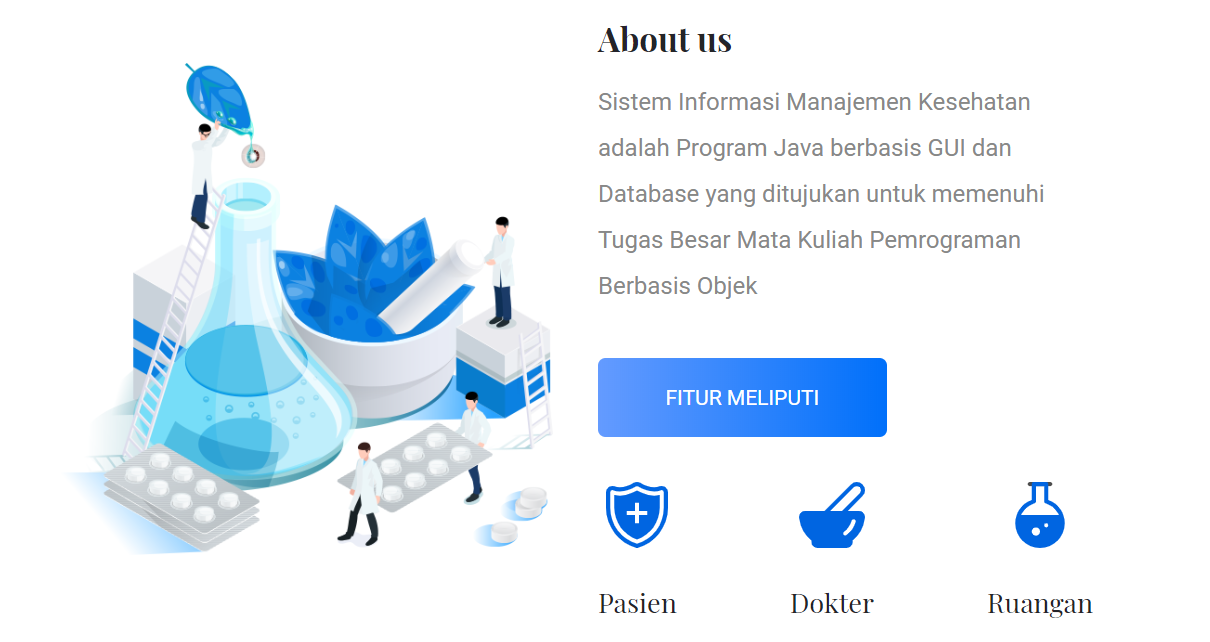 About us
Sistem Informasi Manajemen Kesehatan
adalah Program Java berbasis GUI dan
Database yang ditujukan untuk memenuhi
Tugas Besar Mata Kuliah Pemrograman
Berbasis Objek
FITUR MELIPUTI
Pasien
Dokter
Ruangan